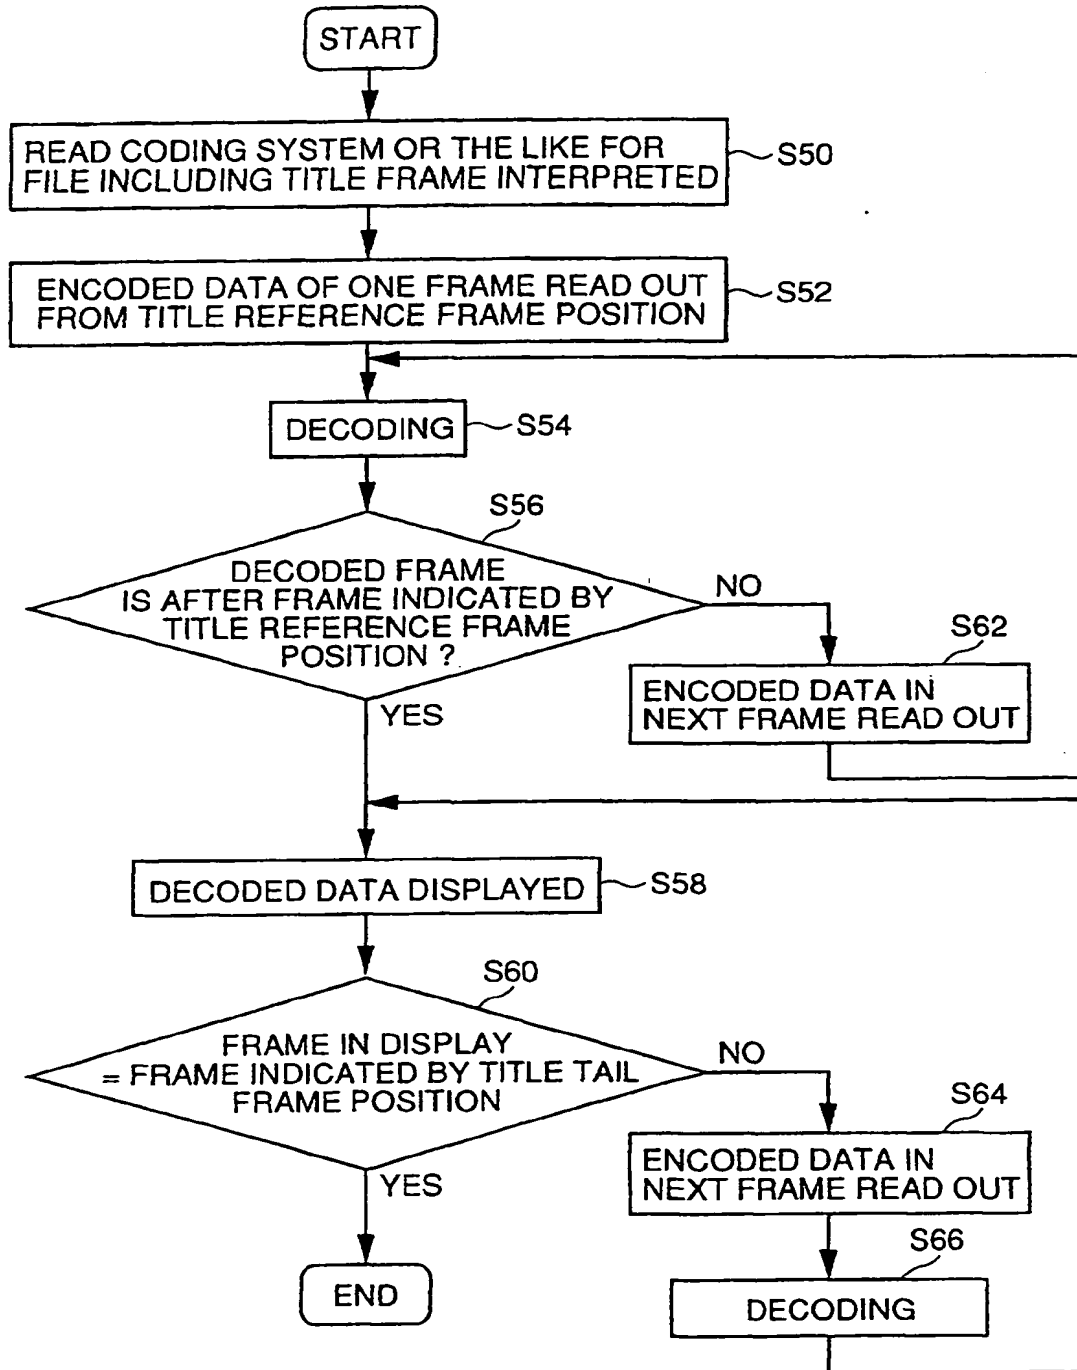 START
READ CODING SYSTEM OR THE LIKE FOR
FILE INCLUDING TITLE FRAME INTERPRETED
S50
ENCODED DATA OF ONE FRAME READ OUT
FROM TITLE REFERENCE FRAME POSITION
S52
DECODING
S54
S56
DECODED FRAME
IS AFTER FRAME INDICATED BY
TITLE REFERENCE FRAME
POSITION ?
NO
YES
S62
ENCODED DATA IN
NEXT FRAME READ OUT
DECODED DATA DISPLAYED
S58
S60
FRAME IN DISPLAY
= FRAME INDICATED BY TITLE TAIL
FRAME POSITION
NO
YES
S64
ENCODED DATA IN
NEXT FRAME READ OUT
S66
DECODING
END